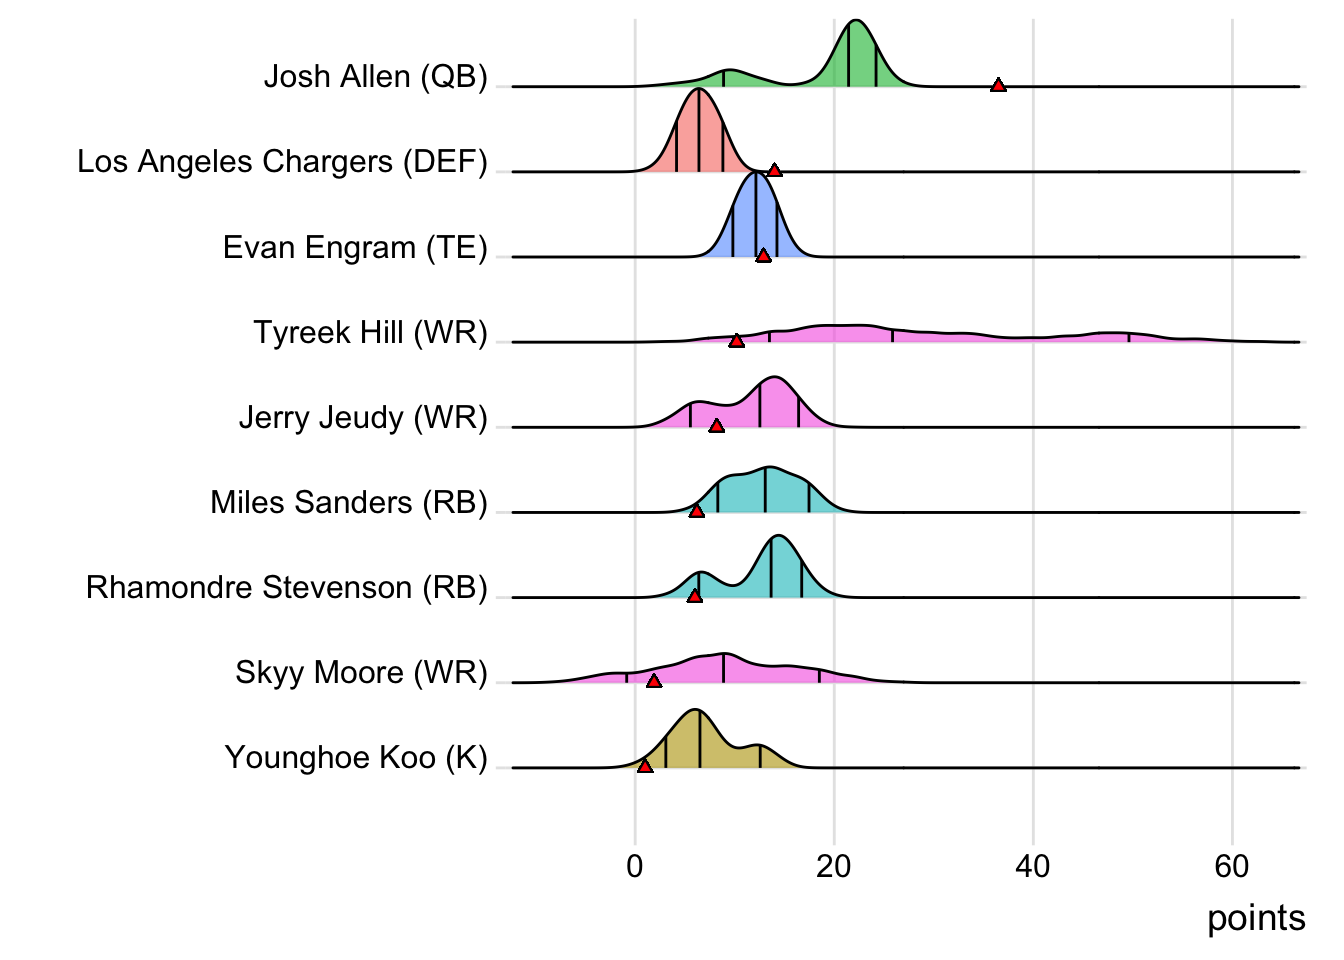 Josh Allen (QB)
Los Angeles Chargers (DEF)
Evan Engram (TE)
Tyreek Hill (WR)
Jerry Jeudy (WR)
Miles Sanders (RB)
Rhamondre Stevenson (RB)
Skyy Moore (WR)
Younghoe Koo (K)
0 20 40 60
points